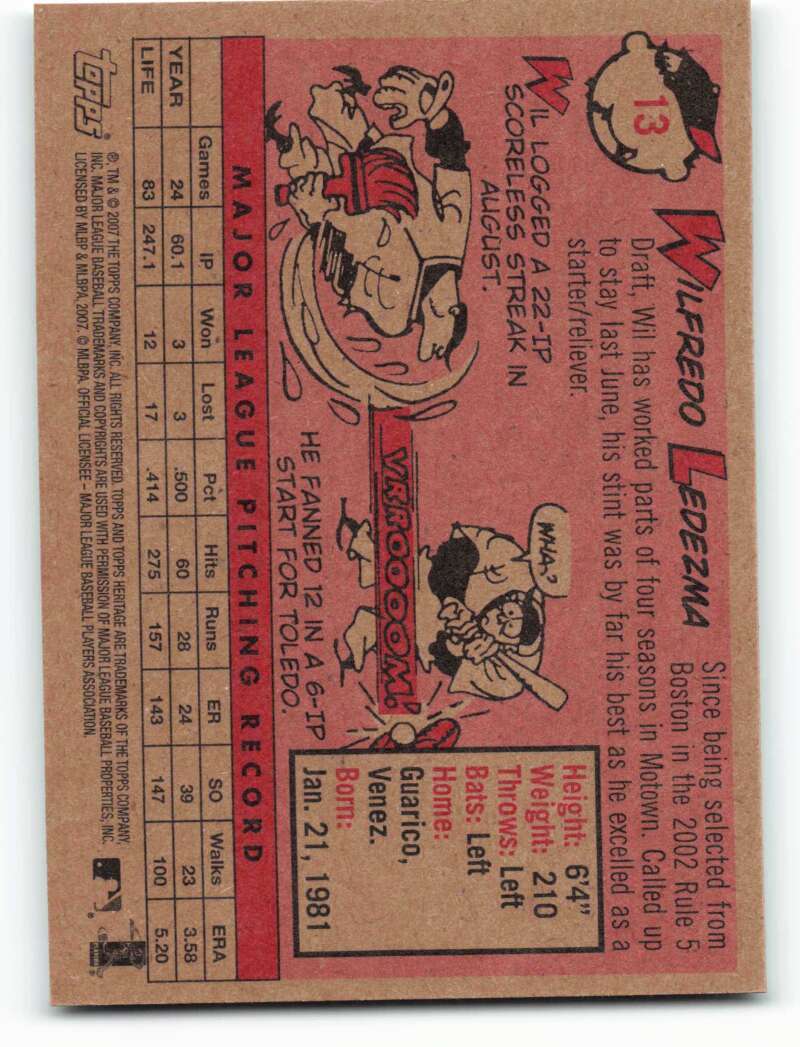 13
WILFREDO LEDEZMA
Since being selected from
Boston in the 2002 Rule 5
Draft, Wil has worked parts of four seasons in Motown. Called up
to stay last June, his stint was by far his best as he excelled as a
starter/reliever.
WIL LOGGED A 22-IP
SCORELESS STREAK IN
AUGUST.
WHA?
VRROOOOOM!
HE FANNED 12 IN A 6-IP
START FOR TOLEDO.
Height: 6'4"
Weight: 210
Throws: Left
Bats: Left
Home:
Guarico,
Venez.
Born:
Jan. 21, 1981
MAJOR LEAGUE PITCHING RECORD
Games IP Won Lost Pct Hits Runs ER SO Walks ERA
YEAR 24 60.1 3 3 .500 60 28 24 39 23 3.58
LIFE 83 247.1 12 17 .414 275 157 143 147 100 5.20
Topps®
®, TM & © 2007 THE TOPPS COMPANY, INC. ALL RIGHTS RESERVED. TOPPS AND TOPPS HERITAGE ARE TRADEMARKS OF THE TOPPS COMPANY,
INC. MAJOR LEAGUE BASEBALL TRADEMARKS AND COPYRIGHTS ARE USED WITH PERMISSION OF MAJOR LEAGUE BASEBALL PROPERTIES, INC.
LICENSED BY MLBP & MLBPA, 2007. © MLBPA. OFFICIAL LICENSEE – MAJOR LEAGUE BASEBALL PLAYERS ASSOCIATION.